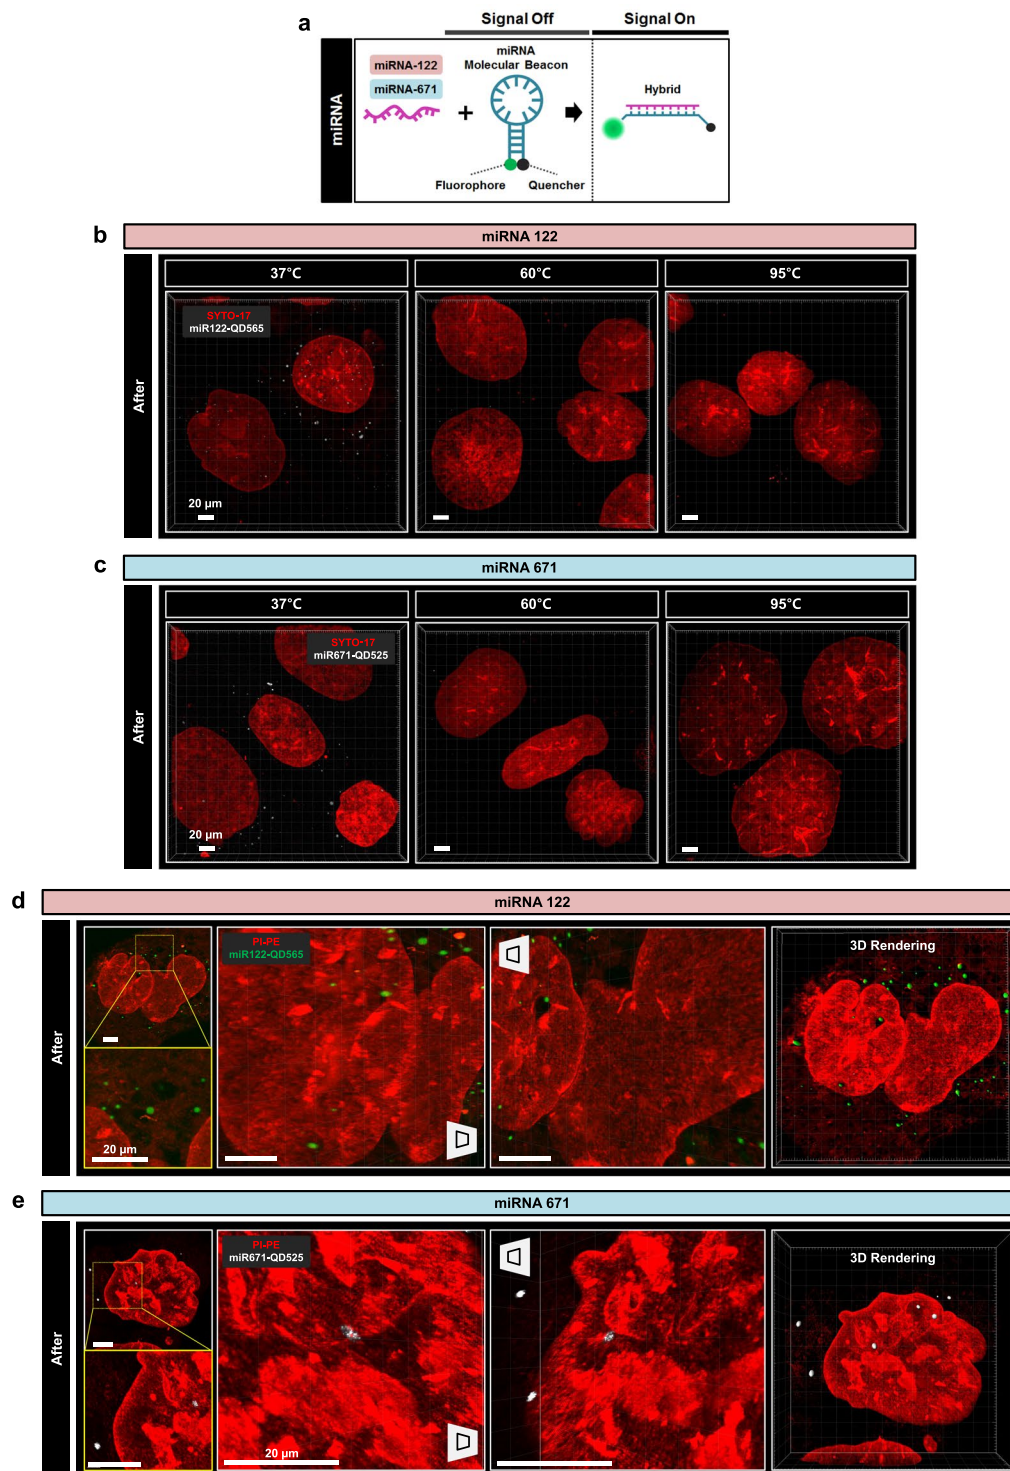 a
Signal Off
Signal On
miRNA
miRNA-122
miRNA-671
+
miRNA
Molecular Beacon
Fluorophore
Quencher
Hybrid
b
miRNA 122
After
37°C
60°C
95°C
SYTO-17
miR122-QD565
20 µm
c
miRNA 671
After
37°C
60°C
95°C
SYTO-17
miR671-QD525
20 µm
d
miRNA 122
After
20 µm
PI-PE
miR122-QD565
3D Rendering
e
miRNA 671
After
PI-PE
miR671-QD525
20 µm
3D Rendering